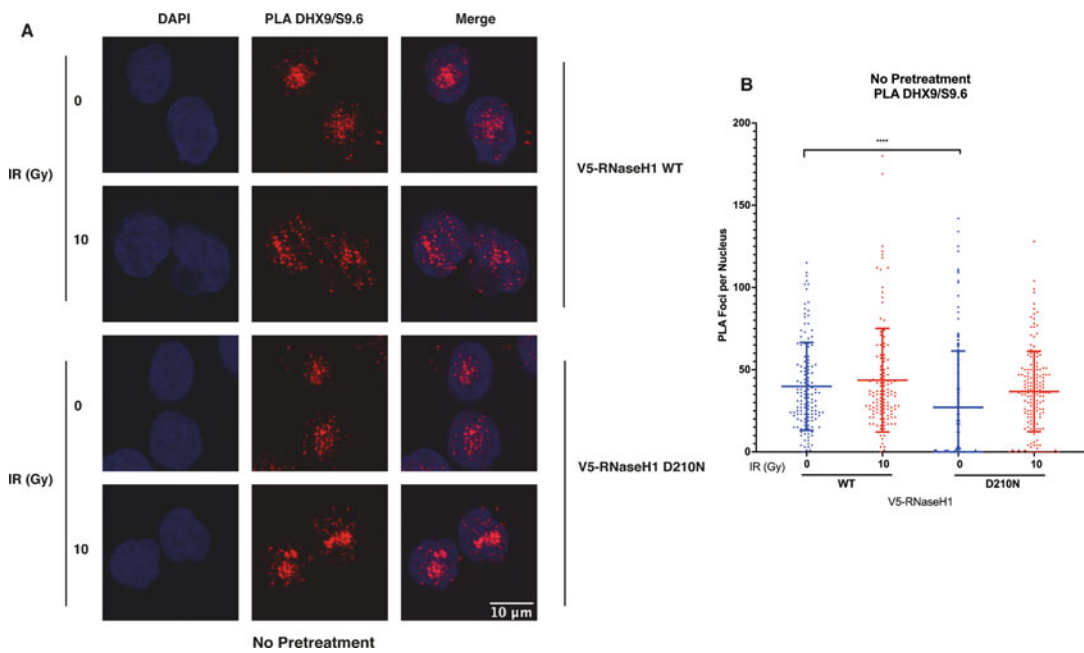 A
DAPI
PLA DHX9/S9.6
Merge
0
IR (Gy)
10
V5-RNaseH1 WT
0
IR (Gy)
10
V5-RNaseH1 D210N
10 μm
No Pretreatment
B
No Pretreatment
PLA DHX9/S9.6
PLA Foci per Nucleus
200
150
100
50
0
****
IR (Gy) 0 10 0 10
WT D210N
V5-RNaseH1